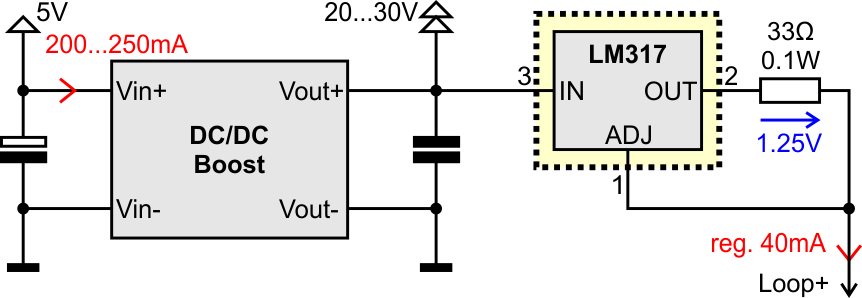 5V
200...250mA
Vin+
Vin-
DC/DC
Boost
Vout+
Vout-
20...30V
3
LM317
IN
OUT
ADJ
1
2
33Ω
0.1W
1.25V
reg. 40mA
Loop+